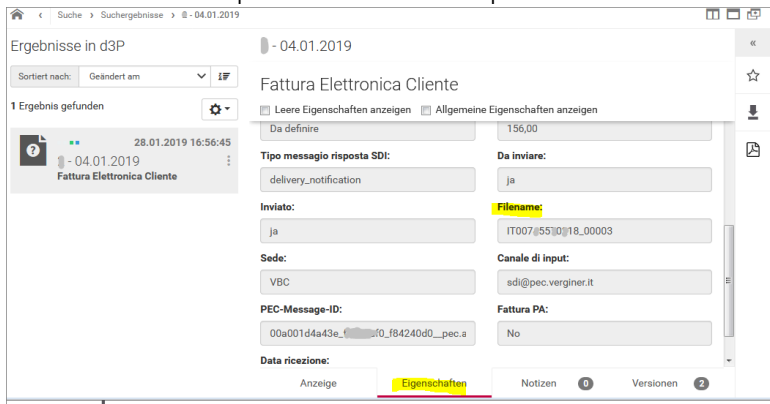 Suche › Suchergebnisse › - 04.01.2019
Ergebnisse in d3P
Sortiert nach: Geändert am
1 Ergebnis gefunden
28.01.2019 16:56:45
- 04.01.2019
Fattura Elettronica Cliente
- 04.01.2019
Fattura Elettronica Cliente
Leere Eigenschaften anzeigen Allgemeine Eigenschaften anzeigen
Da definire 156,00
Tipo messagio risposta SDI: Da inviare:
delivery_notification ja
Inviato: Filename:
ja
Sede: Canale di input:
VBC sdi@pec.verginer.it
PEC-Message-ID: Fattura PA:
No
Data ricezione:
Anzeige Eigenschaften Notizen 0 Versionen 2